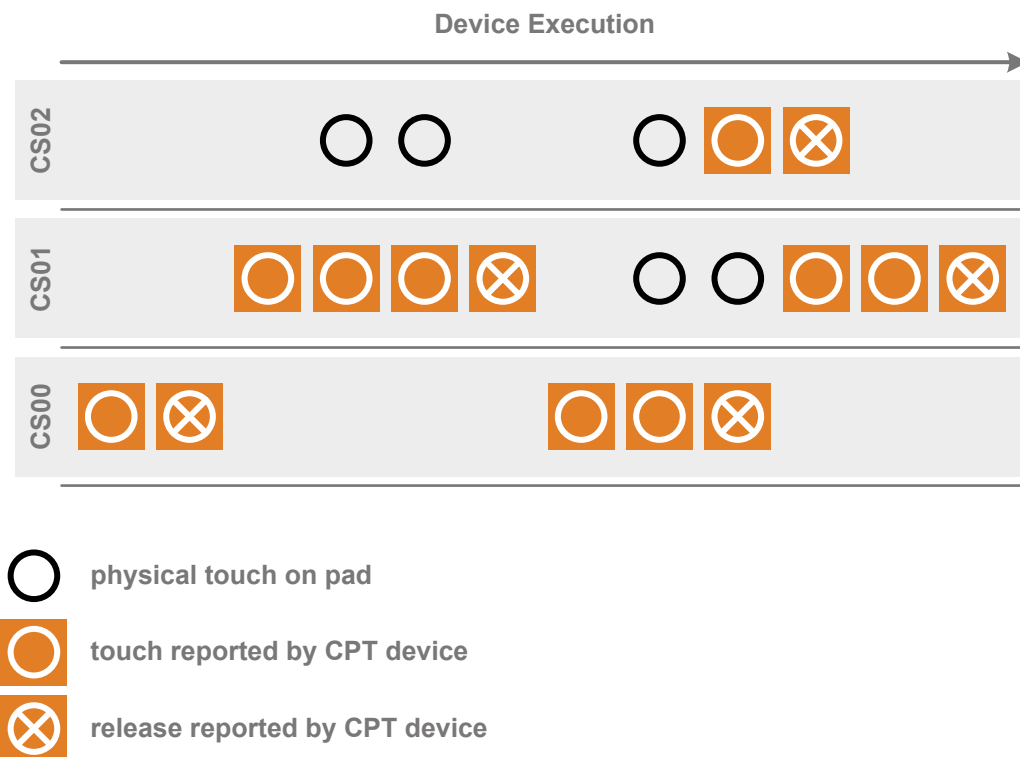 Device Execution
CS02
CS01
CS00
physical touch on pad
touch reported by CPT device
release reported by CPT device